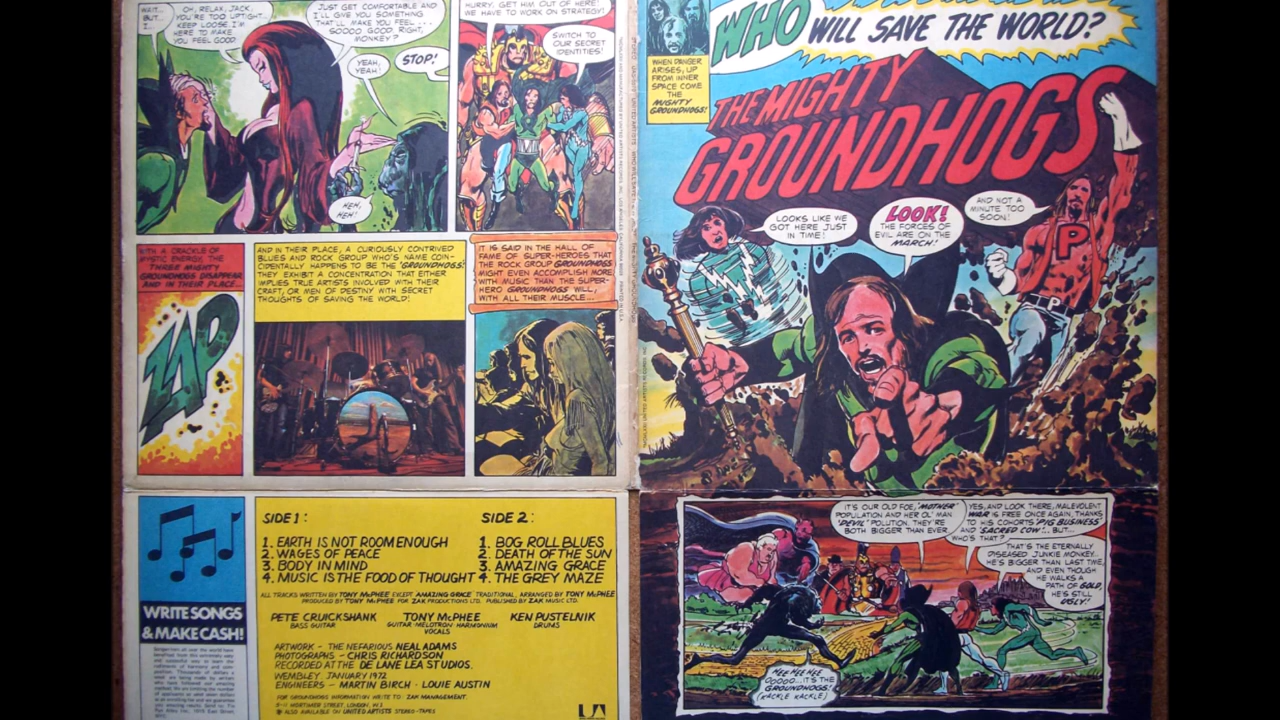 WAIT..
BUT...
I...
OH, RELAX, JACK.
YOU'RE TOO UPTIGHT..
KEEP LOOSE I'M
HERE TO MAKE
YOU FEEL GOOD!
JUST GET COMFORTABLE AND
I'LL GIVE YOU SOMETHING
THAT'LL MAKE YOU FEEL....
SOOOO GOOD. RIGHT,
MONKEY?
YEAH,
YEAH!
STOP!
HEH,
HEH!
HURRY. GET HIM OUT OF HERE!
WE HAVE TO WORK ON STRATEGY!
SWITCH TO
OUR SECRET
IDENTITIES!
WITH A CRACKLE OF
MYSTIC ENERGY, THE
THREE MIGHTY
GROUNDHOGS DISAPPEAR
AND IN THEIR PLACE...
ZAP
AND IN THEIR PLACE, A CURIOUSLY CONTRIVED
BLUES AND ROCK GROUP WHO'S NAME COIN-
CIDENTALLY HAPPENS TO BE THE GROUNDHOGS!
THEY EXHIBIT A CONCENTRATION THAT EITHER
IMPLIES TRUE ARTISTS INVOLVED WITH THEIR
CRAFT, OR MEN OF DESTINY WITH SECRET
THOUGHTS OF SAVING THE WORLD!
IT IS SAID IN THE HALL OF
FAME OF SUPER-HEROES THAT
THE ROCK GROUP GROUNDHOGS
MIGHT EVEN ACCOMPLISH MORE
WITH MUSIC THAN THE SUPER-
HERO GROUNDHOGS WILL,
WITH ALL THEIR MUSCLE...
WHO
WILL SAVE THE WORLD?
WHEN DANGER
ARISES, UP
FROM INNER
SPACE COME
THE
MIGHTY
GROUNDHOGS!
THE MIGHTY
GROUNDHOGS
LOOKS LIKE WE
GOT HERE JUST
IN TIME!
LOOK!
THE FORCES OF
EVIL ARE ON THE
MARCH!
AND NOT A
MINUTE TOO
SOON!
P
WRITE SONGS
& MAKE CASH!
SIDE 1:
1. EARTH IS NOT ROOM ENOUGH
2. WAGES OF PEACE
3. BODY IN MIND
4. MUSIC IS THE FOOD OF THOUGHT
SIDE 2:
1. BOG ROLL BLUES
2. DEATH OF THE SUN
3. AMAZING GRACE
4. THE GREY MAZE
ALL TRACKS WRITTEN BY TONY McPHEE EXCEPT AMAZING GRACE TRADITIONAL, ARRANGED BY TONY McPHEE
PRODUCED BY TONY McPHEE FOR ZAK PRODUCTIONS LTD. PUBLISHED BY ZAK MUSIC LTD.
PETE CRUICKSHANK
BASS GUITAR
TONY McPHEE
GUITAR MELOTRON HARMONIUM
VOCALS
KEN PUSTELNIK
DRUMS
ARTWORK - THE NEFARIOUS NEAL ADAMS
PHOTOGRAPHS - CHRIS RICHARDSON
RECORDED AT THE DE LANE LEA STUDIOS,
WEMBLEY. JANUARY 1972
ENGINEERS - MARTIN BIRCH · LOUIE AUSTIN
FOR GROUNDHOGS INFORMATION WRITE TO: ZAK MANAGEMENT.
MORTIMER STREET, LONDON, W.1
ALSO AVAILABLE ON UNITED ARTISTS STEREO-TAPES
UA
IT'S OUR OLD FOE, 'MOTHER'
POPULATION AND HER OL' MAN
'DEVIL' POLUTION. THEY'RE
BOTH BIGGER THAN EVER.
YES, AND LOOK THERE, MALEVOLENT
WAR IS FREE ONCE AGAIN, THANKS
TO HIS COHORTS 'PIG BUSINESS'
AND 'SACRED COW'... BUT...
WHO'S THAT?
THAT'S THE ETERNALLY
DISEASED JUNKIE MONKEY..
HE'S BIGGER THAN LAST TIME,
AND EVEN THOUGH
HE WALKS A
PATH OF GOLD,
HE'S STILL
UGLY!
HEE HEE HEE
OOOOO...IT'S THE
GROUNDHOGS!
(KACKLE KACKLE)